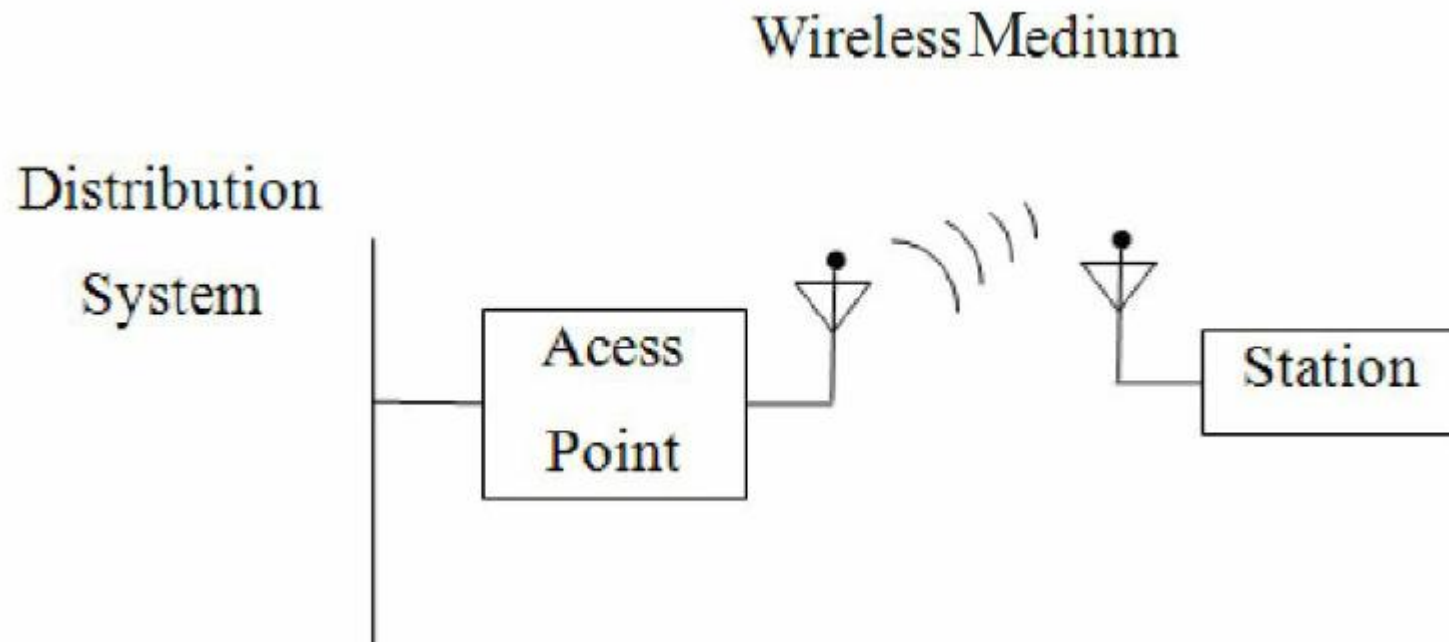 Wireless Medium
Distribution
System
Acess
Point
Station